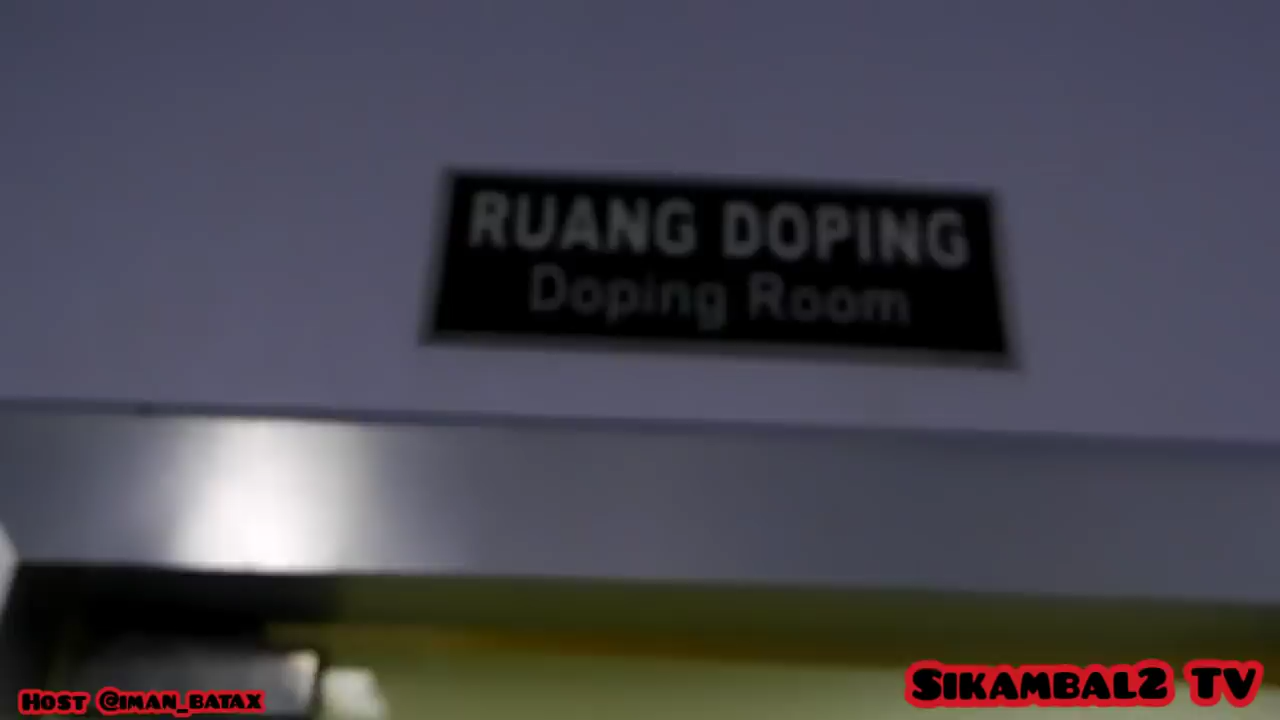 RUANG DOPING
Doping Room
Host @iman_batax
Sikambal2 TV